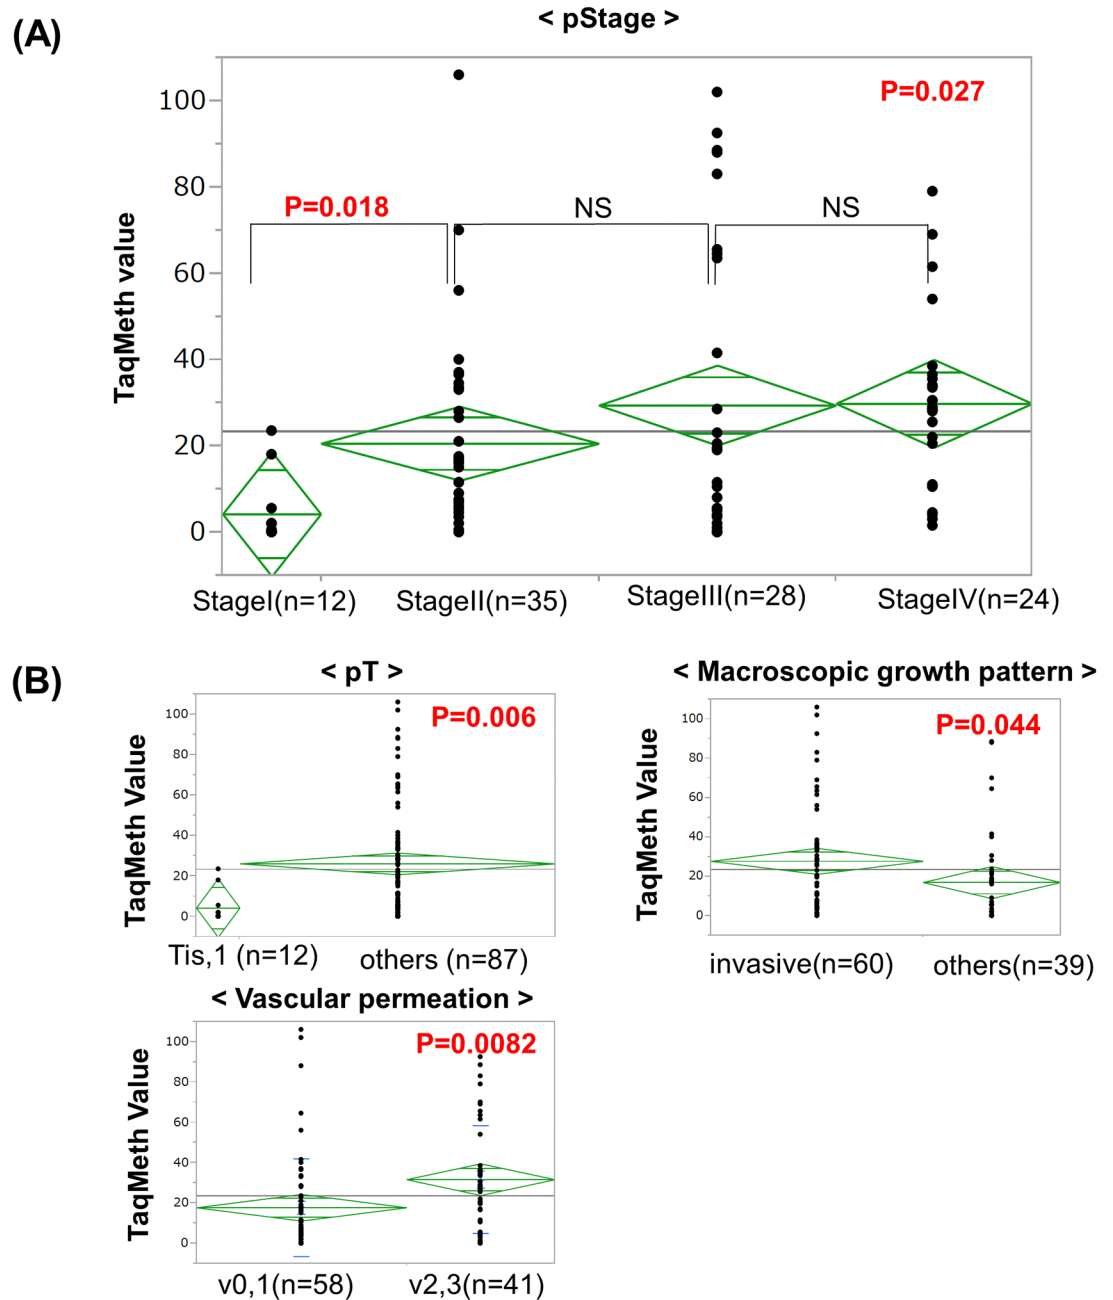 (A)
< pStage >
P=0.027
P=0.018
NS
NS
TaqMeth value
100
80
60
40
20
0
StageI(n=12)
StageII(n=35)
StageIII(n=28)
StageIV(n=24)
(B)
< pT >
P=0.006
TaqMeth Value
100
80
60
40
20
0
Tis,1 (n=12)
others (n=87)
< Macroscopic growth pattern >
P=0.044
TaqMeth Value
100
80
60
40
20
0
invasive(n=60)
others(n=39)
< Vascular permeation >
P=0.0082
TaqMeth Value
100
80
60
40
20
0
v0,1(n=58)
v2,3(n=41)